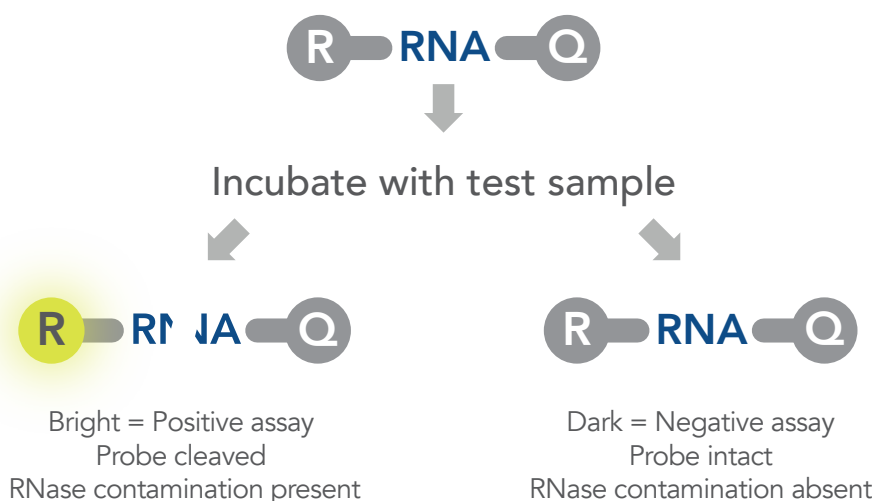 R RNA Q
Incubate with test sample
R RNA Q
R RNA Q
Bright = Positive assay
Probe cleaved
RNase contamination present
Dark = Negative assay
Probe intact
RNase contamination absent